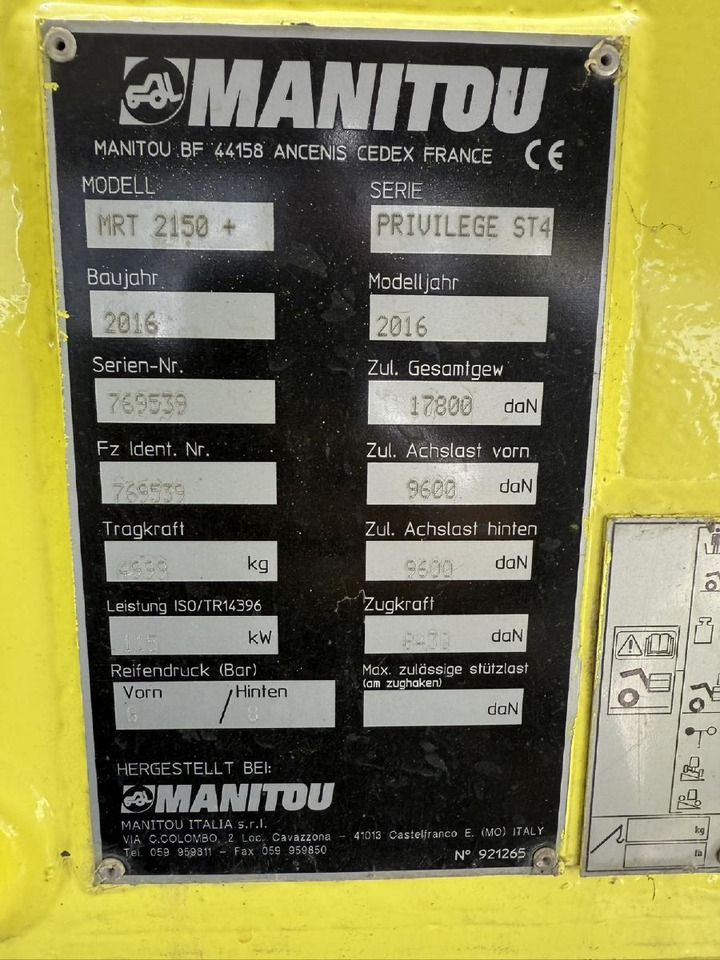 MANITOU
MANITOU BF 44158 ANCENIS CEDEX FRANCE CE
MODELL SERIE
MRT 2150 + PRIVILEGE ST4
Baujahr Modelljahr
2016 2016
Serien-Nr. Zul. Gesamtgew
769539 17800 daN
Fz Ident. Nr. Zul. Achslast vorn
769539 9600 daN
Tragkraft Zul. Achslast hinten
4999 kg 9600 daN
Leistung ISO/TR14396 Zugkraft
115 kW daN
Reifendruck (Bar) Max. zulässige stützlast
(am zughaken)
Vorn / Hinten
8 8 daN
HERGESTELLT BEI:
MANITOU
MANITOU ITALIA s.r.l.
VIA C.COLOMBO, 2 Loc. Cavazzona - 41013 Castelfranco E. (MO) ITALY
Tel. 059 959811 - Fax 059 959850 N° 921265
kg